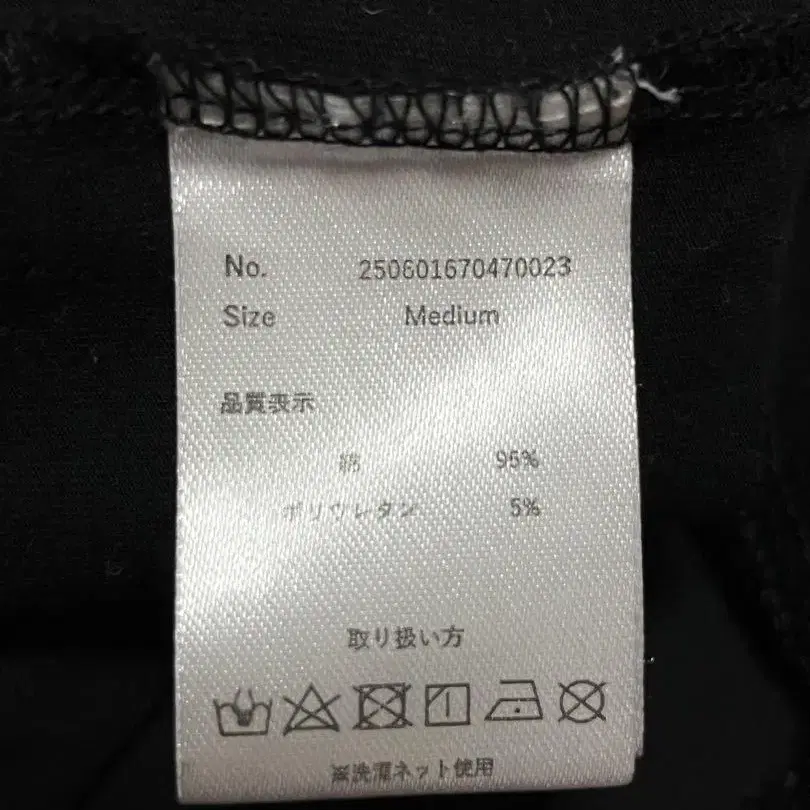 No. 250601670470023
Size Medium
品質表示
綿 95%
ポリウレタン 5%
取り扱い方
※洗濯ネット使用